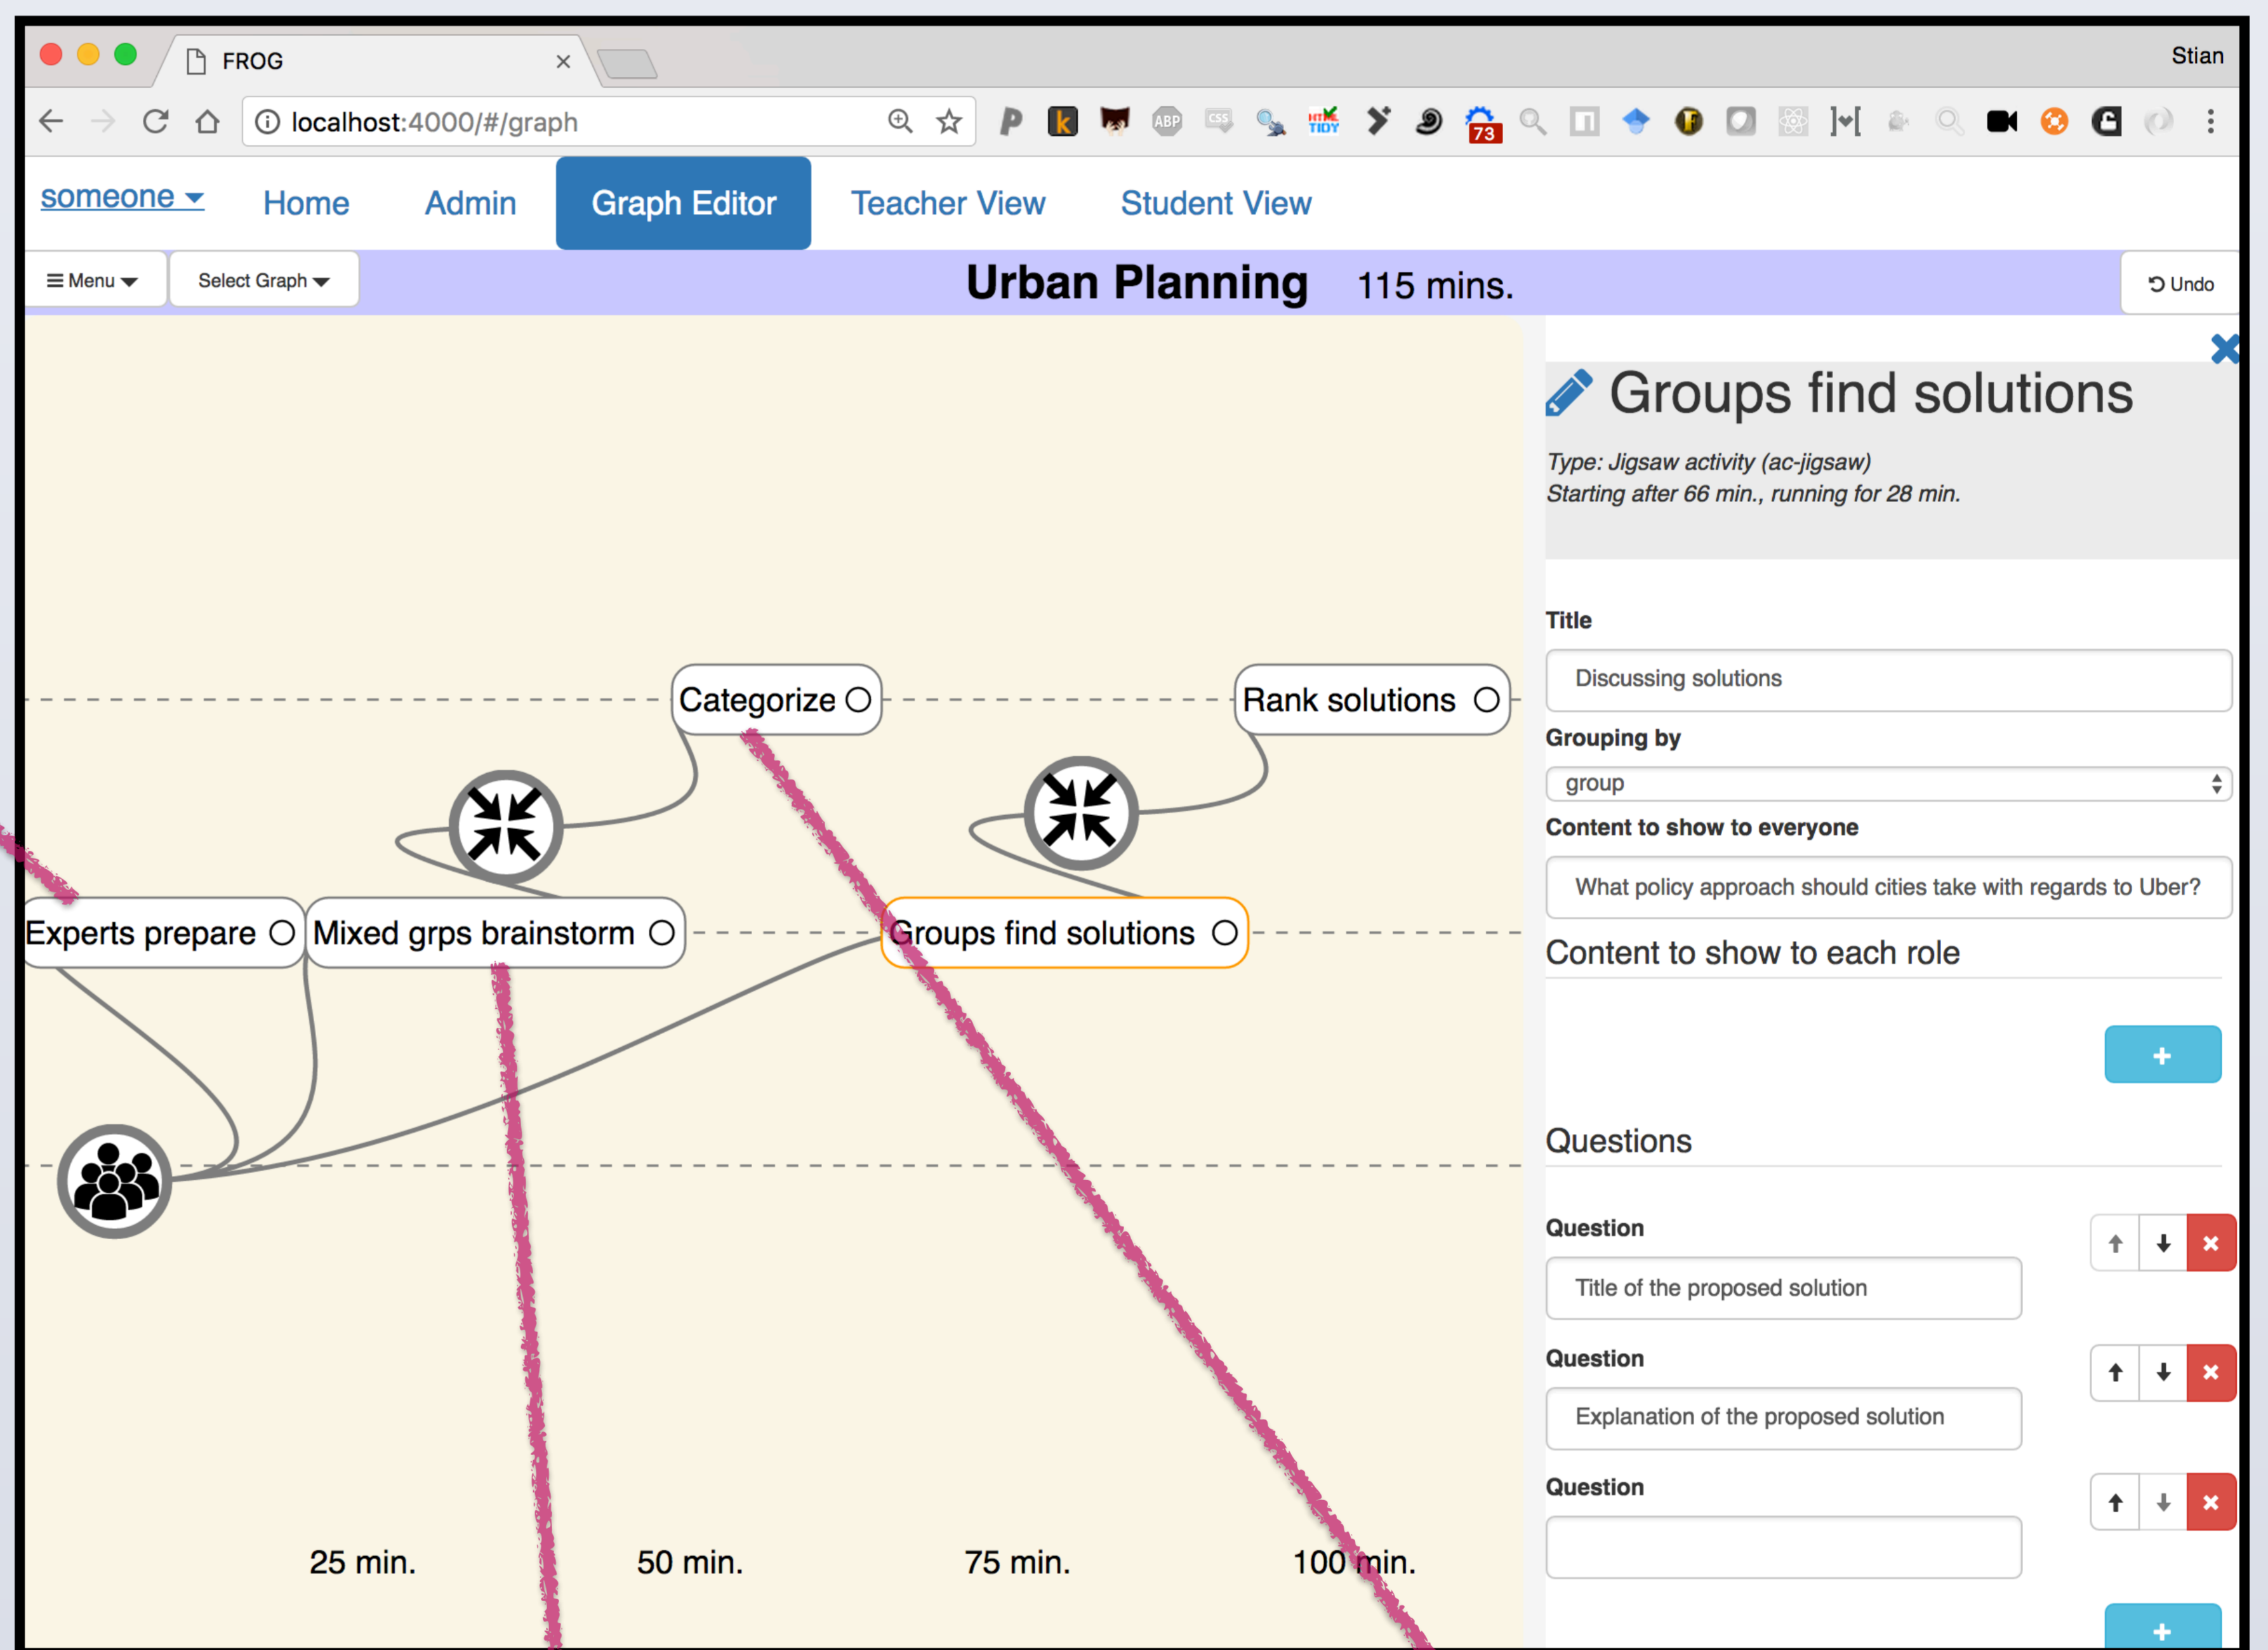 FROG
Stian
localhost:4000/#/graph
ABP
CSS
HTML
TIDY
73
someone
Home
Admin
Graph Editor
Teacher View
Student View
Menu
Select Graph
Urban Planning 115 mins.
Undo
Groups find solutions
Type: Jigsaw activity (ac-jigsaw)
Starting after 66 min., running for 28 min.
Title
Discussing solutions
Grouping by
group
Content to show to everyone
What policy approach should cities take with regards to Uber?
Content to show to each role
+
Questions
Question
Title of the proposed solution
Question
Explanation of the proposed solution
Question
+
Categorize
Rank solutions
Experts prepare
Mixed grps brainstorm
Groups find solutions
25 min.
50 min.
75 min.
100 min.